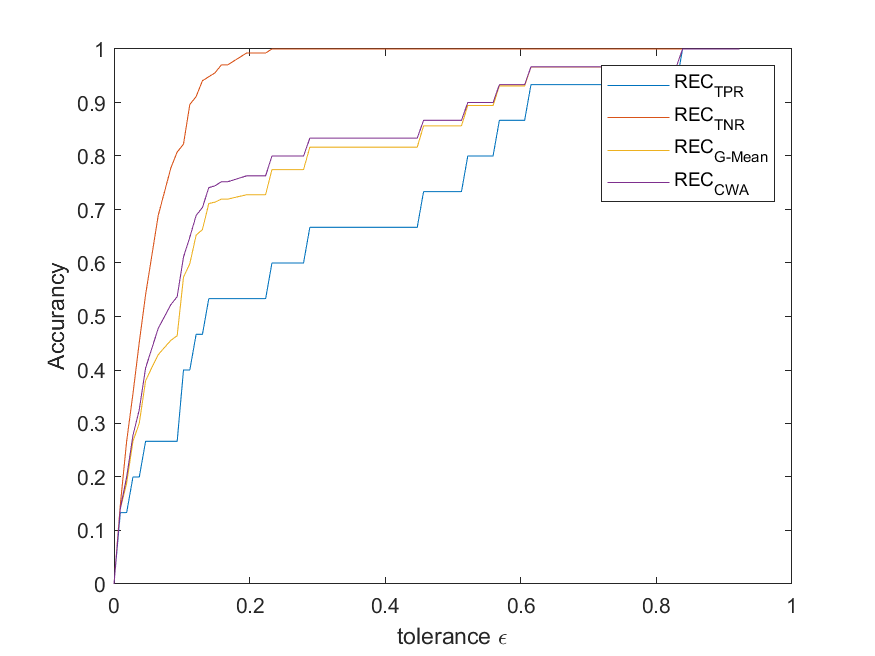 1
0.9
0.8
0.7
0.6
0.5
0.4
0.3
0.2
0.1
0
Accurancy
REC_TPR
REC_TNR
REC_G-Mean
REC_CWA
0 0.2 0.4 0.6 0.8 1
tolerance ϵ